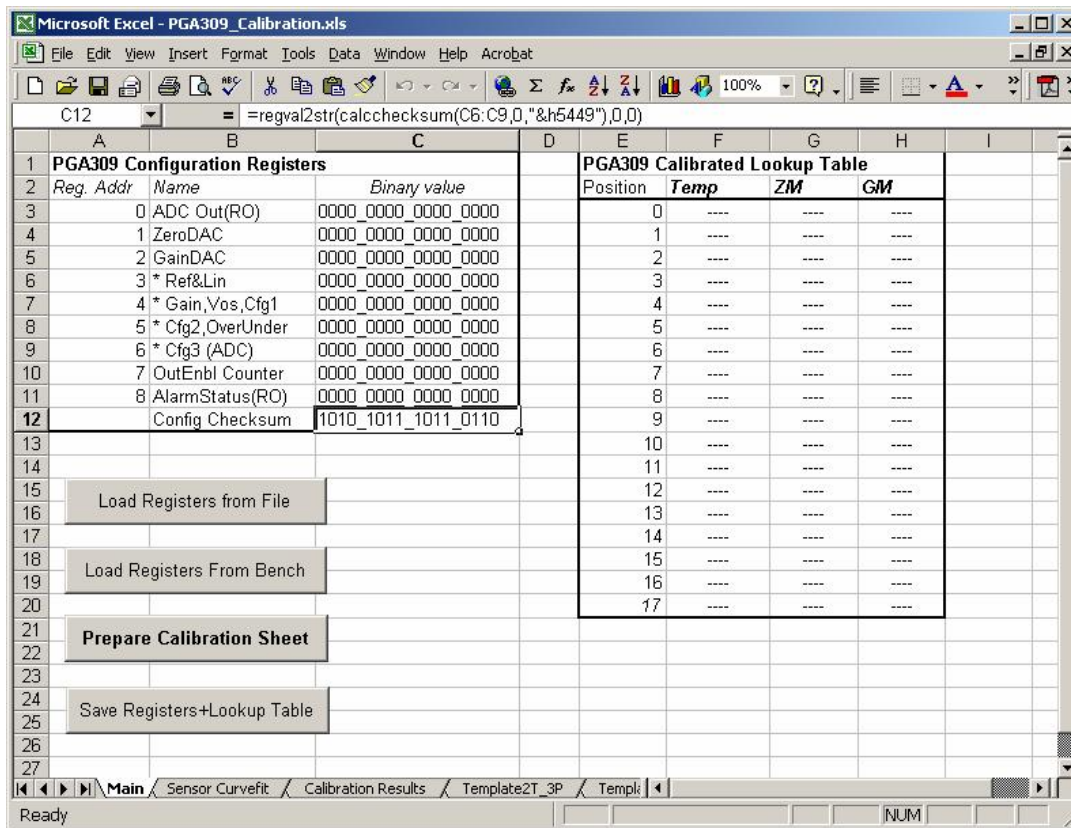 Microsoft Excel - PGA309_Calibration.xls
File Edit View Insert Format Tools Data Window Help Acrobat
100%
C12 = =regval2str(calcchecksum(C6:C9,0,"&h5449"),0,0)
A B C D E F G H I
1 PGA309 Configuration Registers PGA309 Calibrated Lookup Table
2 Reg. Addr Name Binary value Position Temp ZM GM
3 0 ADC Out(RO) 0000_0000_0000_0000 0 ---- ---- ----
4 1 ZeroDAC 0000_0000_0000_0000 1 ---- ---- ----
5 2 GainDAC 0000_0000_0000_0000 2 ---- ---- ----
6 3 * Ref&Lin 0000_0000_0000_0000 3 ---- ---- ----
7 4 * Gain,Vos,Cfg1 0000_0000_0000_0000 4 ---- ---- ----
8 5 * Cfg2,OverUnder 0000_0000_0000_0000 5 ---- ---- ----
9 6 * Cfg3 (ADC) 0000_0000_0000_0000 6 ---- ---- ----
10 7 OutEnbl Counter 0000_0000_0000_0000 7 ---- ---- ----
11 8 AlarmStatus(RO) 0000_0000_0000_0000 8 ---- ---- ----
12 Config Checksum 1010_1011_1011_0110 9 ---- ---- ----
13 10 ---- ---- ----
14 11 ---- ---- ----
15 12 ---- ---- ----
Load Registers from File
16 13 ---- ---- ----
17 14 ---- ---- ----
18 15 ---- ---- ----
Load Registers From Bench
19 16 ---- ---- ----
20 17 ---- ---- ----
21
Prepare Calibration Sheet
22
23
24
Save Registers+Lookup Table
25
26
27
Main Sensor Curvefit Calibration Results Template2T_3P Templ
Ready NUM